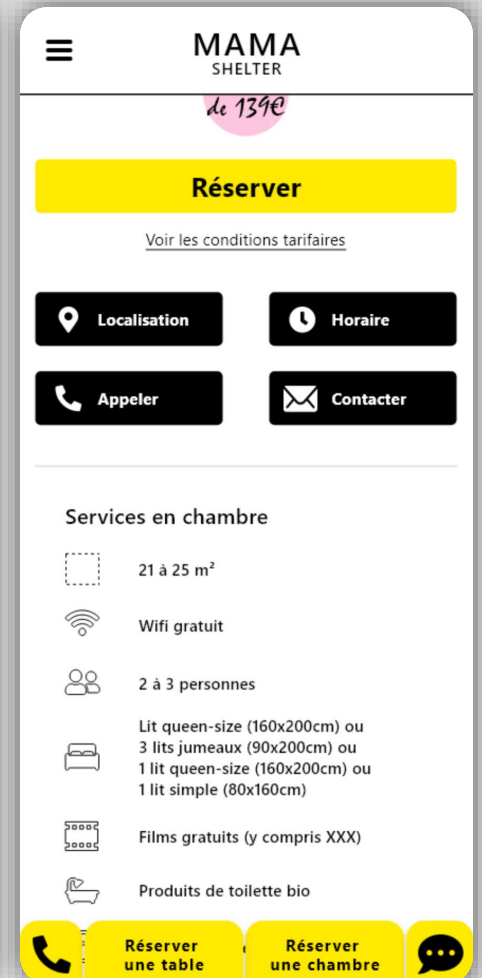 MAMA
SHELTER
de 139€
Réserver
Voir les conditions tarifaires
Localisation
Horaire
Appeler
Contacter
Services en chambre
21 à 25 m²
Wifi gratuit
2 à 3 personnes
Lit queen-size (160x200cm) ou
3 lits jumeaux (90x200cm) ou
1 lit queen-size (160x200cm) ou
1 lit simple (80x160cm)
Films gratuits (y compris XXX)
Produits de toilette bio
Réserver
une table
Réserver
une chambre